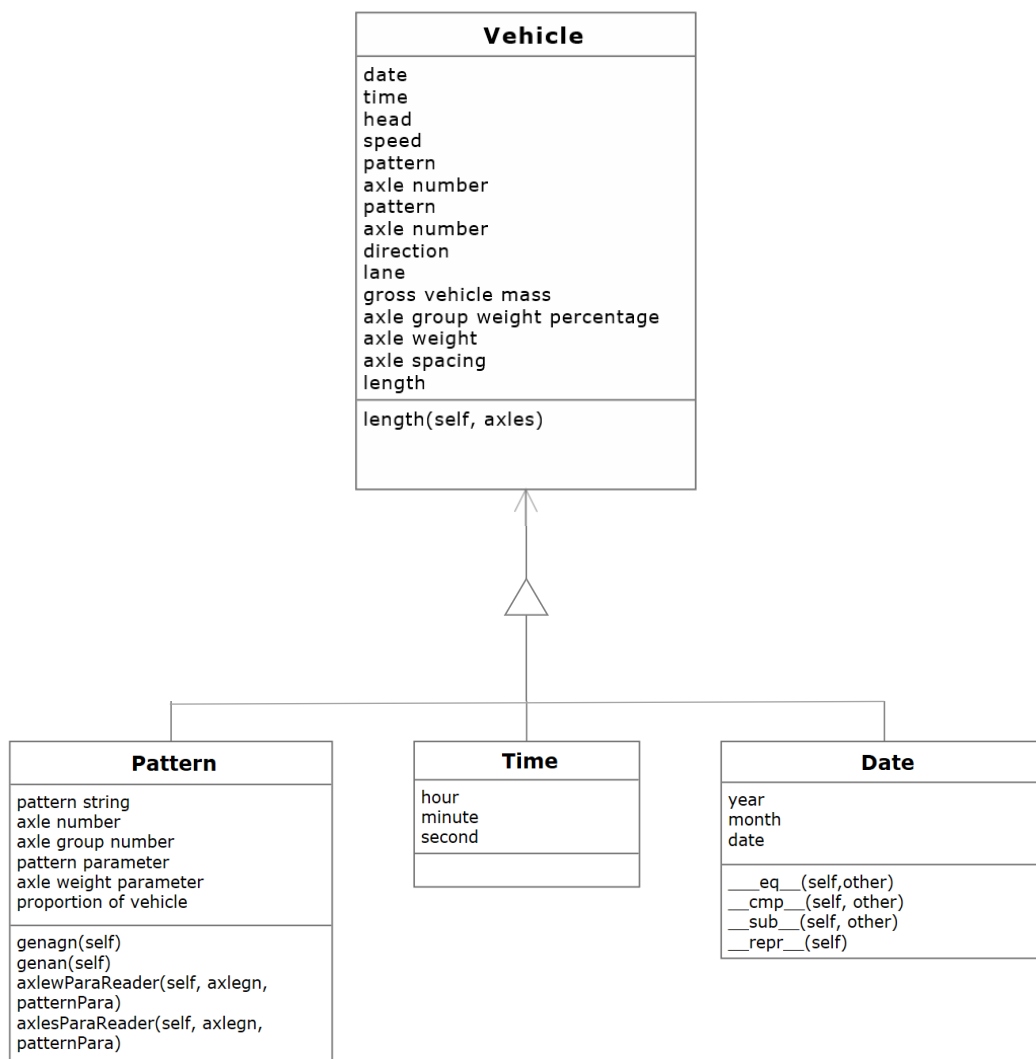 Vehicle
date
time
head
speed
pattern
axle number
pattern
axle number
direction
lane
gross vehicle mass
axle group weight percentage
axle weight
axle spacing
length
length(self, axles)
Pattern
pattern string
axle number
axle group number
pattern parameter
axle weight parameter
proportion of vehicle
genagn(self)
genan(self)
axlewParaReader(self, axlegn,
patternPara)
axlesParaReader(self, axlegn,
patternPara)
Time
hour
minute
second
Date
year
month
date
___eq__(self,other)
__cmp__(self, other)
__sub__(self, other)
__repr__(self)